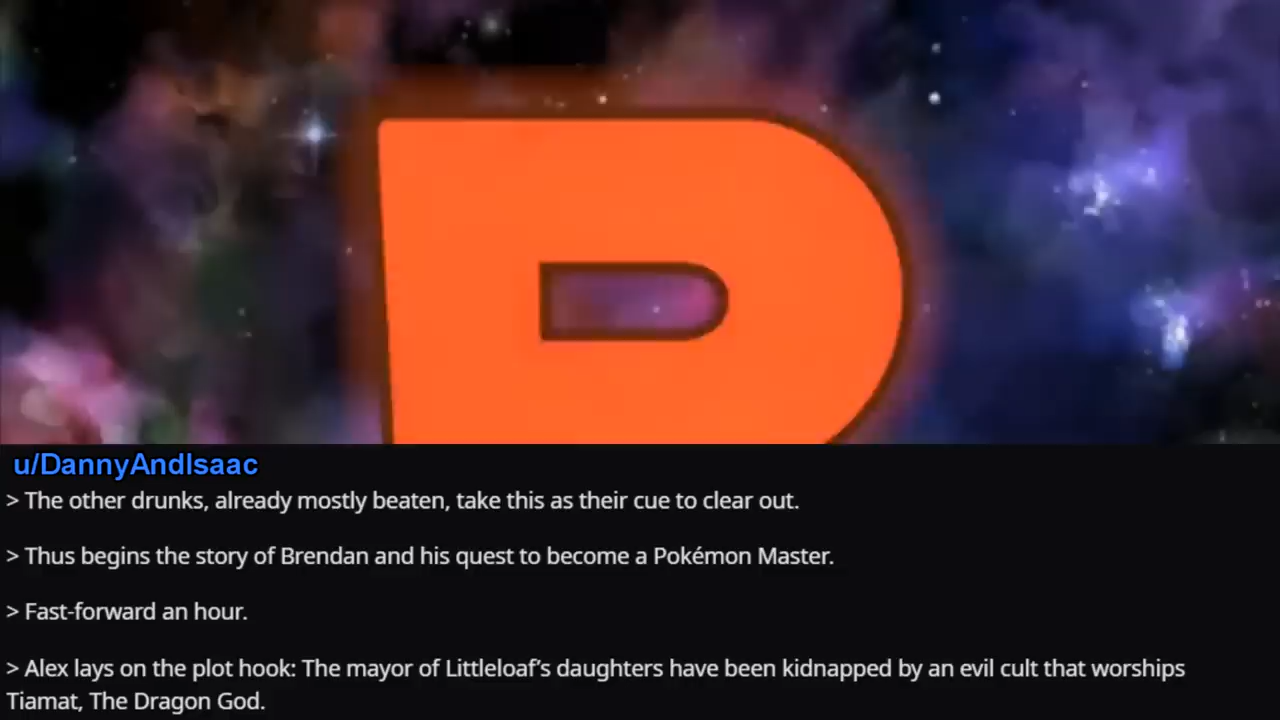 P
u/DannyAndIsaac
> The other drunks, already mostly beaten, take this as their cue to clear out.
> Thus begins the story of Brendan and his quest to become a Pokémon Master.
> Fast-forward an hour.
> Alex lays on the plot hook: The mayor of Littleloaf’s daughters have been kidnapped by an evil cult that worships
Tiamat, The Dragon God.